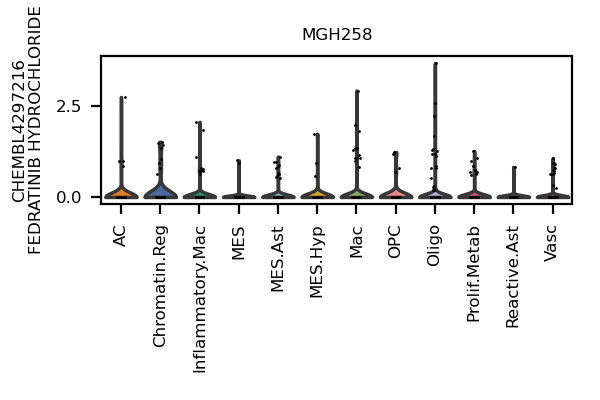 MGH258
CHEMBL4297216
FEDRATINIB HYDROCHLORIDE
2.5
0.0
AC
Chromatin.Reg
Inflammatory.Mac
MES
MES.Ast
MES.Hyp
Mac
OPC
Oligo
Prolif.Metab
Reactive.Ast
Vasc